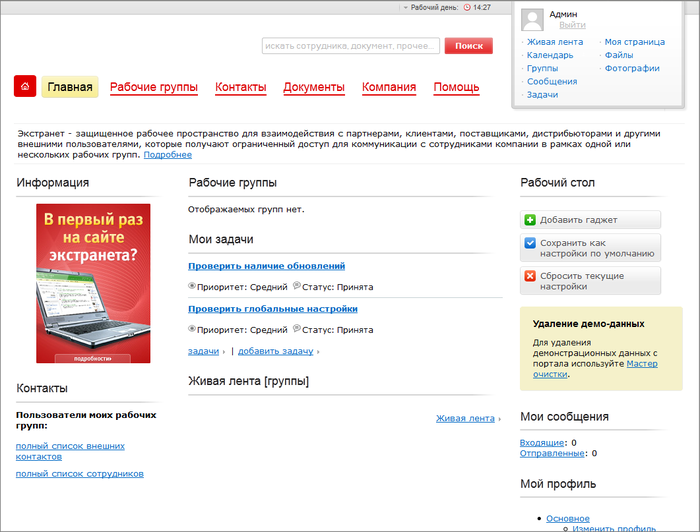 Рабочий день: 14:27
Админ
Выйти
Живая лента
Моя страница
Календарь
Файлы
Группы
Фотографии
Сообщения
Задачи
искать сотрудника, документ, прочее...
Поиск
Главная
Рабочие группы
Контакты
Документы
Компания
Помощь
Экстранет - защищенное рабочее пространство для взаимодействия с партнерами, клиентами, поставщиками, дистрибьюторами и другими
внешними пользователями, которые получают ограниченный доступ для коммуникации с сотрудниками компании в рамках одной или
нескольких рабочих групп. Подробнее
Информация
В первый раз
на сайте
экстранета?
подробности
Контакты
Пользователи моих рабочих
групп:
полный список внешних
контактов
полный список сотрудников
Рабочие группы
Отображаемых групп нет.
Мои задачи
Проверить наличие обновлений
Приоритет: Средний Статус: Принята
Проверить глобальные настройки
Приоритет: Средний Статус: Принята
задачи | добавить задачу
Живая лента [группы]
Живая лента
Рабочий стол
Добавить гаджет
Сохранить как
настройки по умолчанию
Сбросить текущие
настройки
Удаление демо-данных
Для удаления
демонстрационных данных с
портала используйте Мастер
очистки.
Мои сообщения
Входящие: 0
Отправленные: 0
Мой профиль
Основное
Изменить профиль